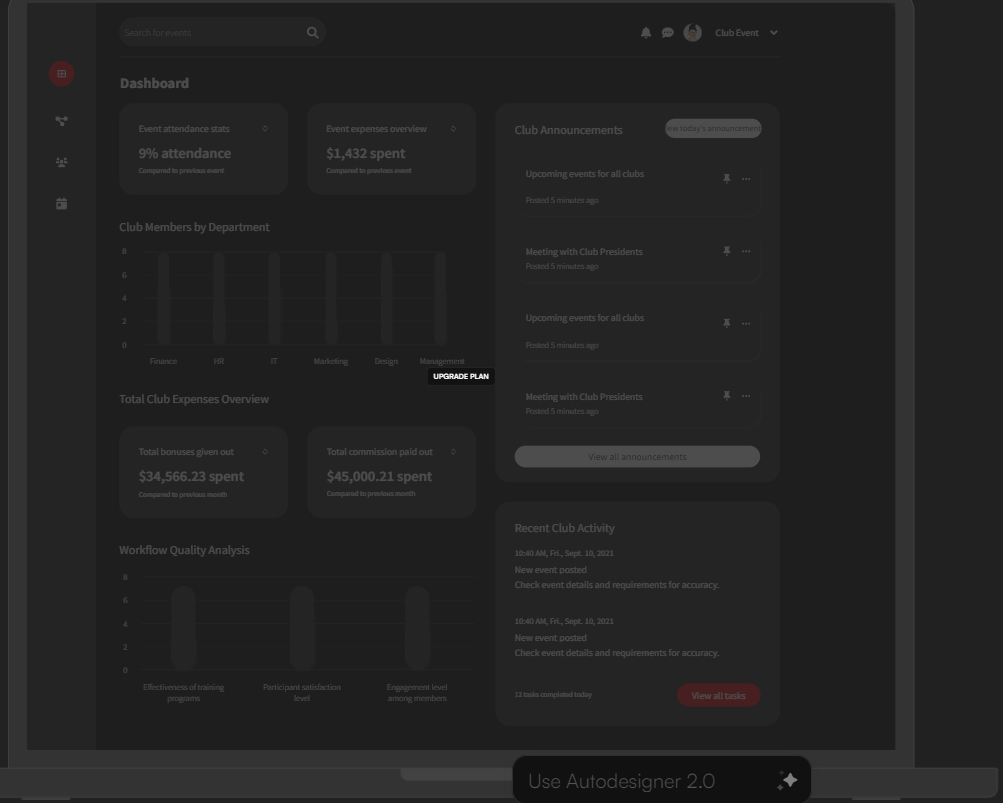 Search for events
Club Event
Dashboard
Event attendance stats
9% attendance
Compared to previous event
Event expenses overview
$1,432 spent
Compared to previous event
Club Members by Department
8
6
4
2
0
Finance HR IT Marketing Design Management
UPGRADE PLAN
Total Club Expenses Overview
Total bonuses given out
$34,566.23 spent
Compared to previous month
Total commission paid out
$45,000.21 spent
Compared to previous month
Workflow Quality Analysis
8
6
4
2
0
Effectiveness of training
programs
Participant satisfaction
level
Engagement level
among members
Club Announcements
ew today's announcement
Upcoming events for all clubs
Posted 5 minutes ago
Meeting with Club Presidents
Posted 5 minutes ago
Upcoming events for all clubs
Posted 5 minutes ago
Meeting with Club Presidents
Posted 5 minutes ago
View all announcements
Recent Club Activity
10:40 AM, Fri., Sept. 10, 2021
New event posted
Check event details and requirements for accuracy.
10:40 AM, Fri., Sept. 10, 2021
New event posted
Check event details and requirements for accuracy.
12 tasks completed today
View all tasks
Use Autodesigner 2.0